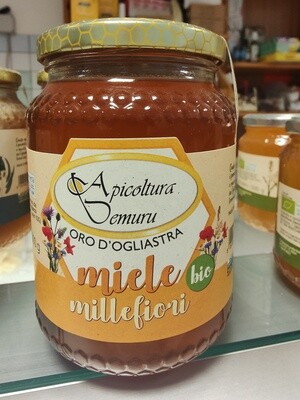 Apicoltura
Demuru
ORO D'OGLIASTRA
miele
bio
millefiori